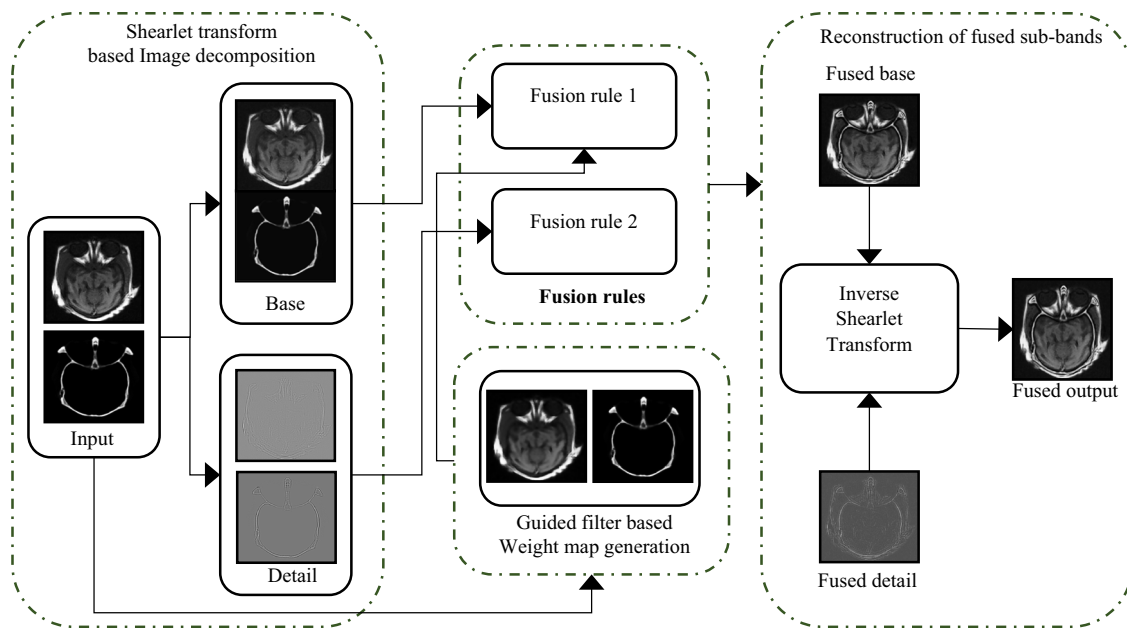 Shearlet transform
based Image decomposition
Base
Input
Detail
Fusion rule 1
Fusion rule 2
Fusion rules
Guided filter based
Weight map generation
Reconstruction of fused sub-bands
Fused base
Inverse
Shearlet
Transform
Fused output
Fused detail